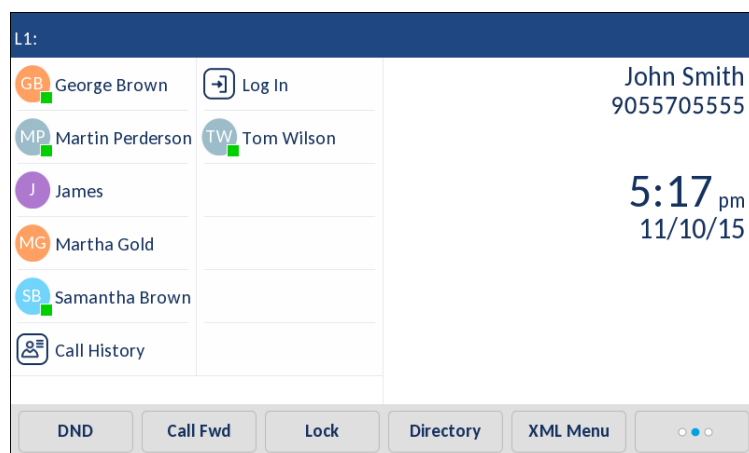 L1:
GB George Brown
Log In
John Smith
9055705555
MP Martin Perderson
TW Tom Wilson
J James
5:17 pm
11/10/15
MG Martha Gold
SB Samantha Brown
Call History
DND
Call Fwd
Lock
Directory
XML Menu